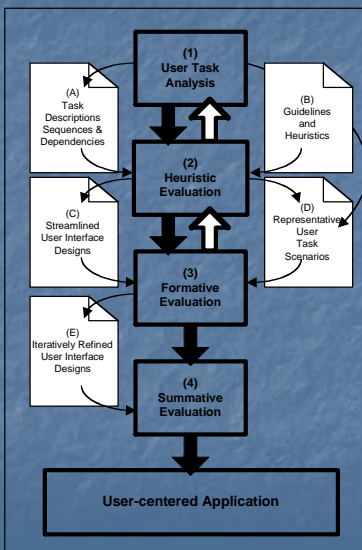 (1)
User Task
Analysis
(A)
Task
Descriptions
Sequences &
Dependencies
(B)
Guidelines
and
Heuristics
(2)
Heuristic
Evaluation
(C)
Streamlined
User Interface
Designs
(D)
Representative
User
Task
Scenarios
(3)
Formative
Evaluation
(E)
Iteratively Refined
User Interface
Designs
(4)
Summative
Evaluation
User-centered Application